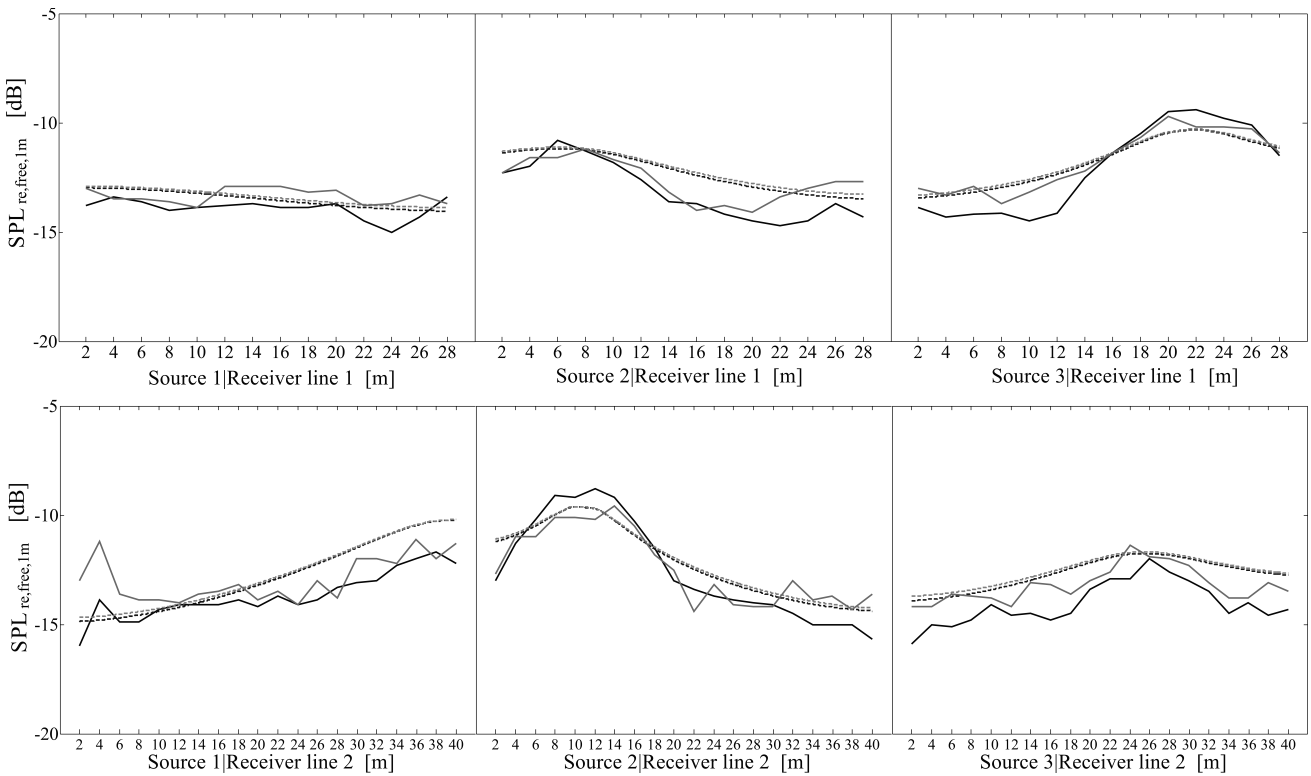 -5
-10
-15
-20
SPL re,free,1m [dB]
2 4 6 8 10 12 14 16 18 20 22 24 26 28
2 4 6 8 10 12 14 16 18 20 22 24 26 28
2 4 6 8 10 12 14 16 18 20 22 24 26 28
Source 1|Receiver line 1 [m]
Source 2|Receiver line 1 [m]
Source 3|Receiver line 1 [m]
-5
-10
-15
-20
SPL re,free,1m [dB]
2 4 6 8 10 12 14 16 18 20 22 24 26 28 30 32 34 36 38 40
2 4 6 8 10 12 14 16 18 20 22 24 26 28 30 32 34 36 38 40
2 4 6 8 10 12 14 16 18 20 22 24 26 28 30 32 34 36 38 40
Source 1|Receiver line 2 [m]
Source 2|Receiver line 2 [m]
Source 3|Receiver line 2 [m]